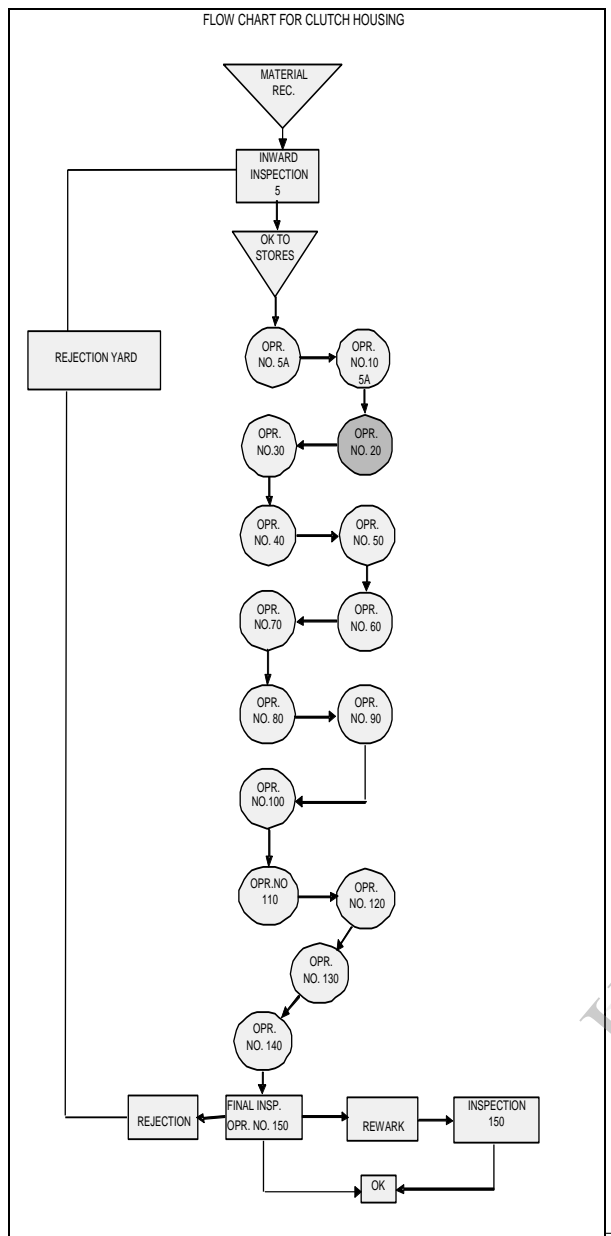 FLOW CHART FOR CLUTCH HOUSING
MATERIAL
REC.
INWARD
INSPECTION
5
OK TO
STORES
REJECTION YARD
OPR.
NO. 5A
OPR.
NO.10
5A
OPR.
NO.30
OPR.
NO. 20
OPR.
NO. 40
OPR.
NO. 50
OPR.
NO.70
OPR.
NO. 60
OPR.
NO. 80
OPR.
NO. 90
OPR.
NO.100
OPR.NO
110
OPR.
NO. 120
OPR.
NO. 130
OPR.
NO. 140
REJECTION
FINAL INSP.
OPR. NO. 150
REWARK
INSPECTION
150
OK